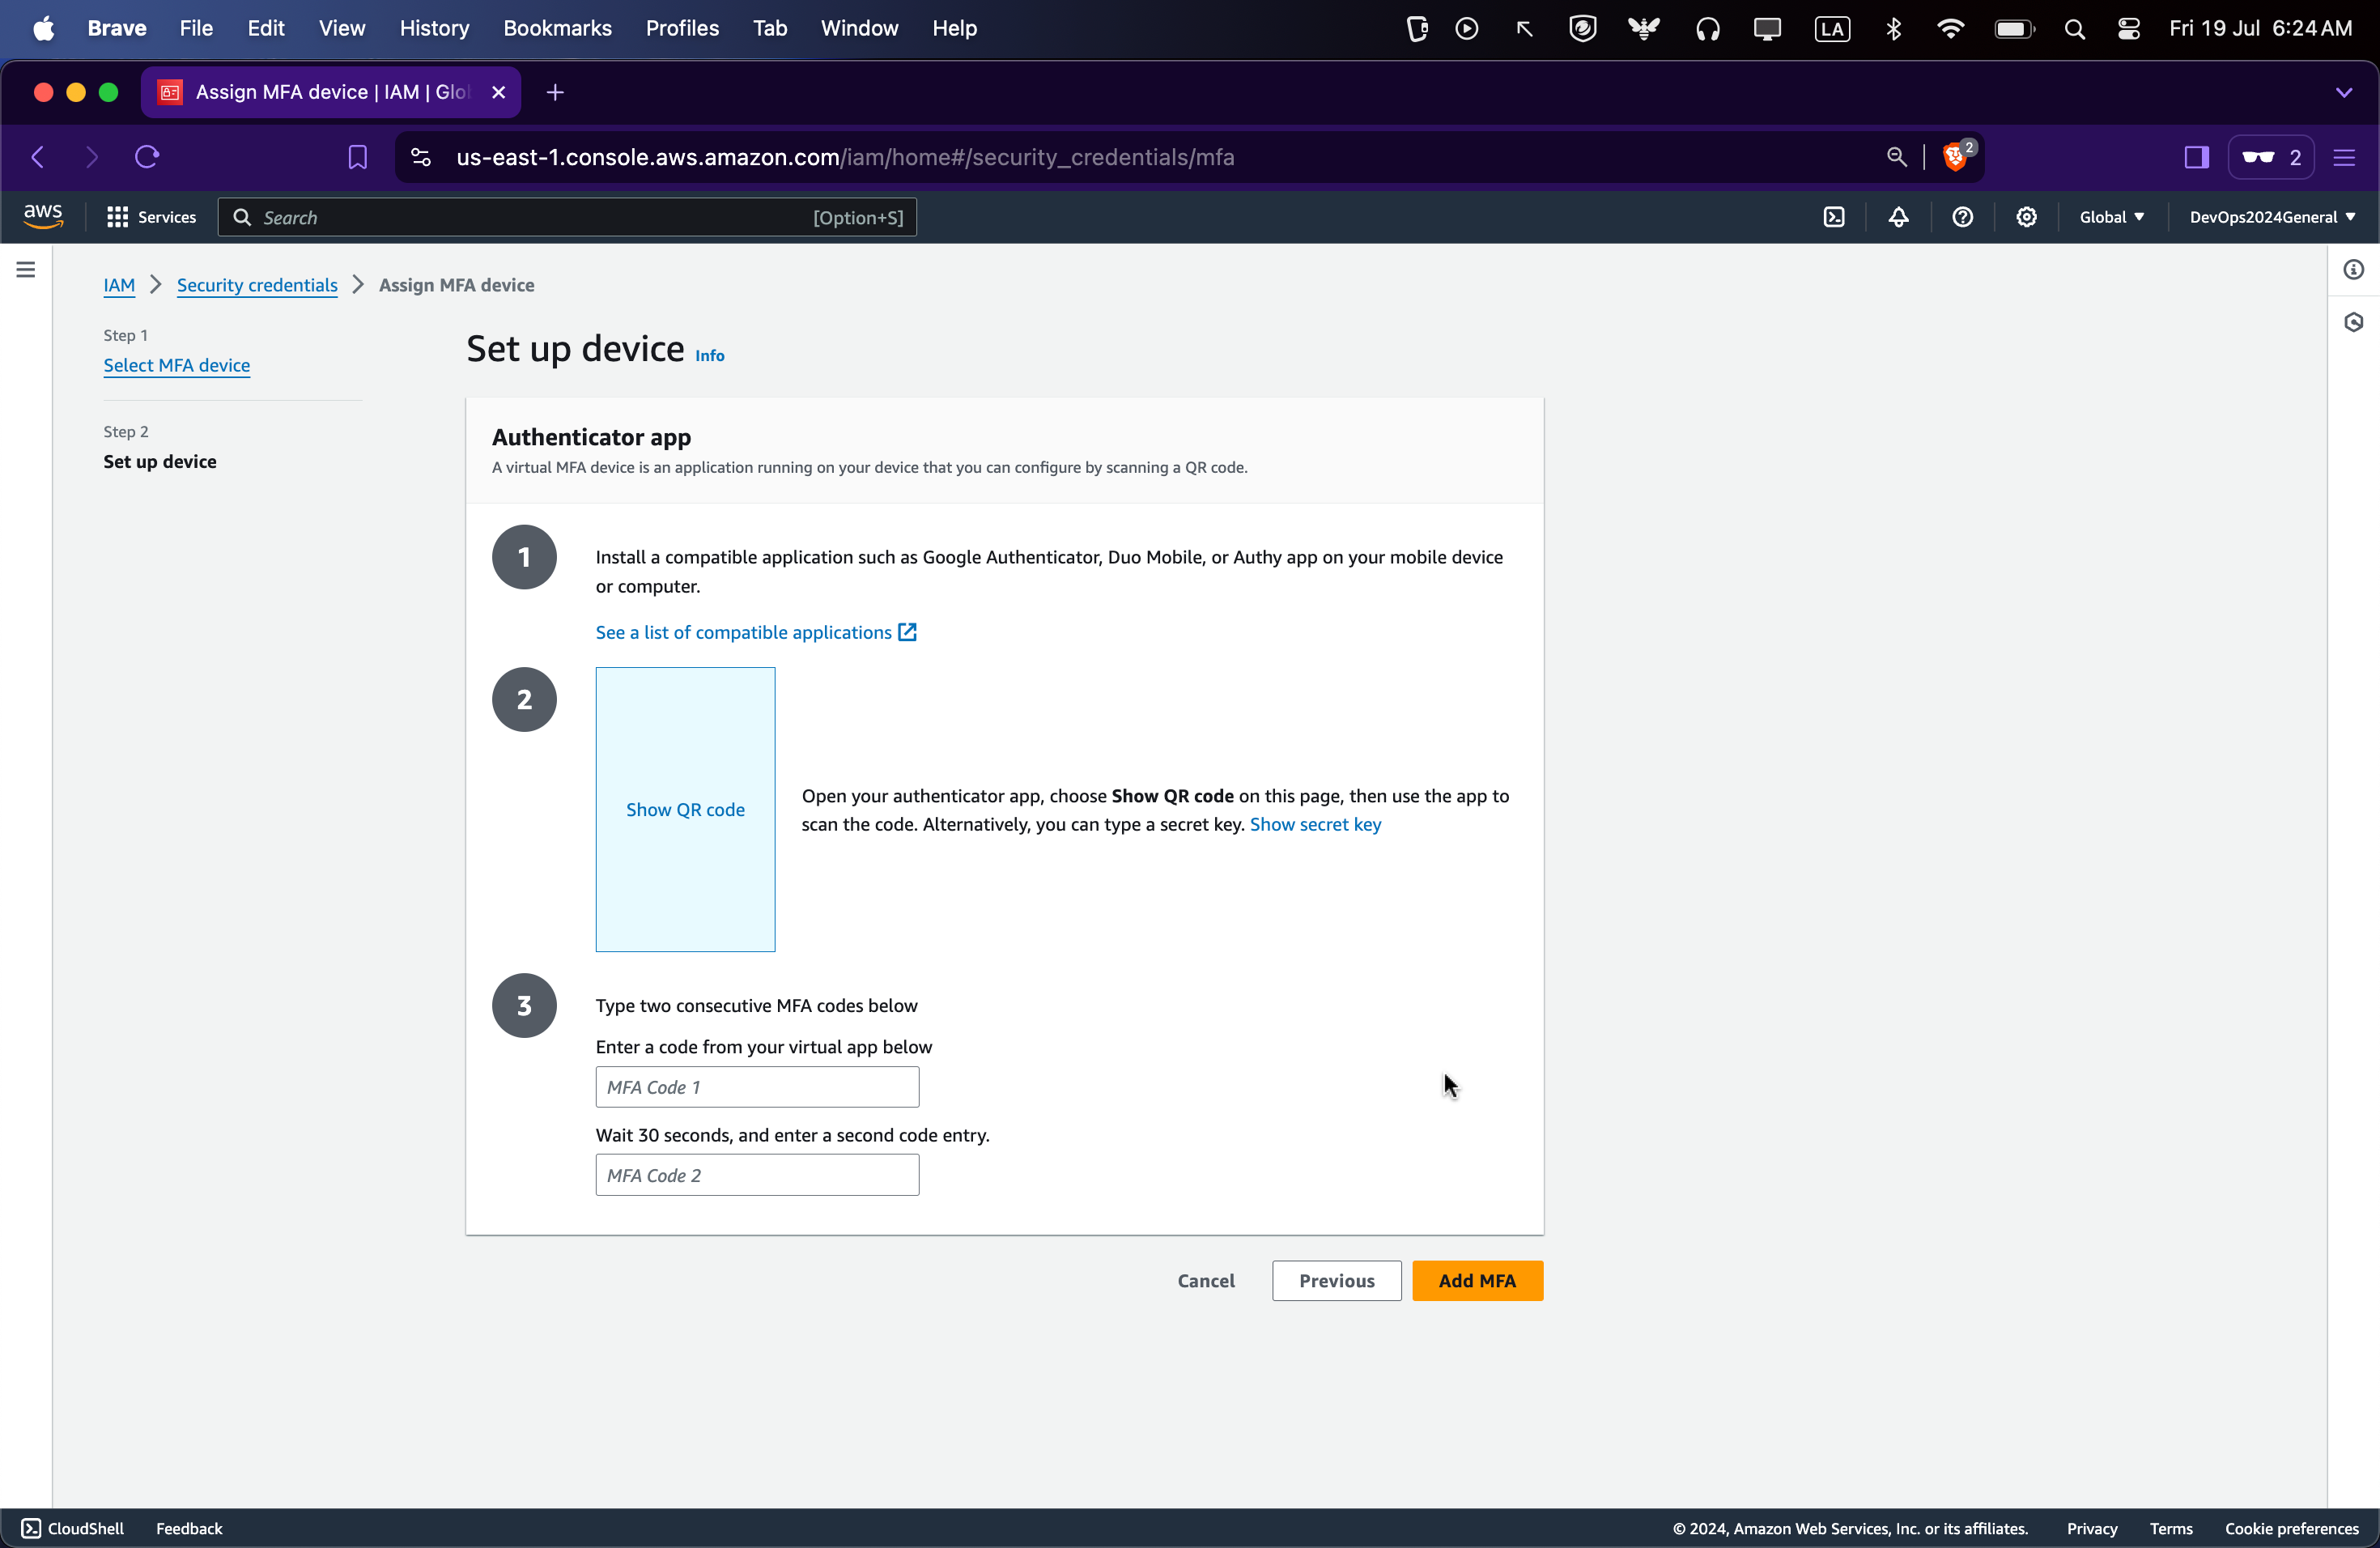 Brave File Edit View History Bookmarks Profiles Tab Window Help LA Fri 19 Jul 6:24 AM
Assign MFA device | IAM | Glo
us-east-1.console.aws.amazon.com/iam/home#/security_credentials/mfa 2 2
aws Services Search [Option+S] Global DevOps2024General
IAM Security credentials Assign MFA device
Step 1
Select MFA device
Step 2
Set up device
Set up device Info
Authenticator app
A virtual MFA device is an application running on your device that you can configure by scanning a QR code.
1
Install a compatible application such as Google Authenticator, Duo Mobile, or Authy app on your mobile device
or computer.
See a list of compatible applications
2
Show QR code
Open your authenticator app, choose Show QR code on this page, then use the app to
scan the code. Alternatively, you can type a secret key. Show secret key
3
Type two consecutive MFA codes below
Enter a code from your virtual app below
MFA Code 1
Wait 30 seconds, and enter a second code entry.
MFA Code 2
Cancel Previous Add MFA
CloudShell Feedback © 2024, Amazon Web Services, Inc. or its affiliates. Privacy Terms Cookie preferences